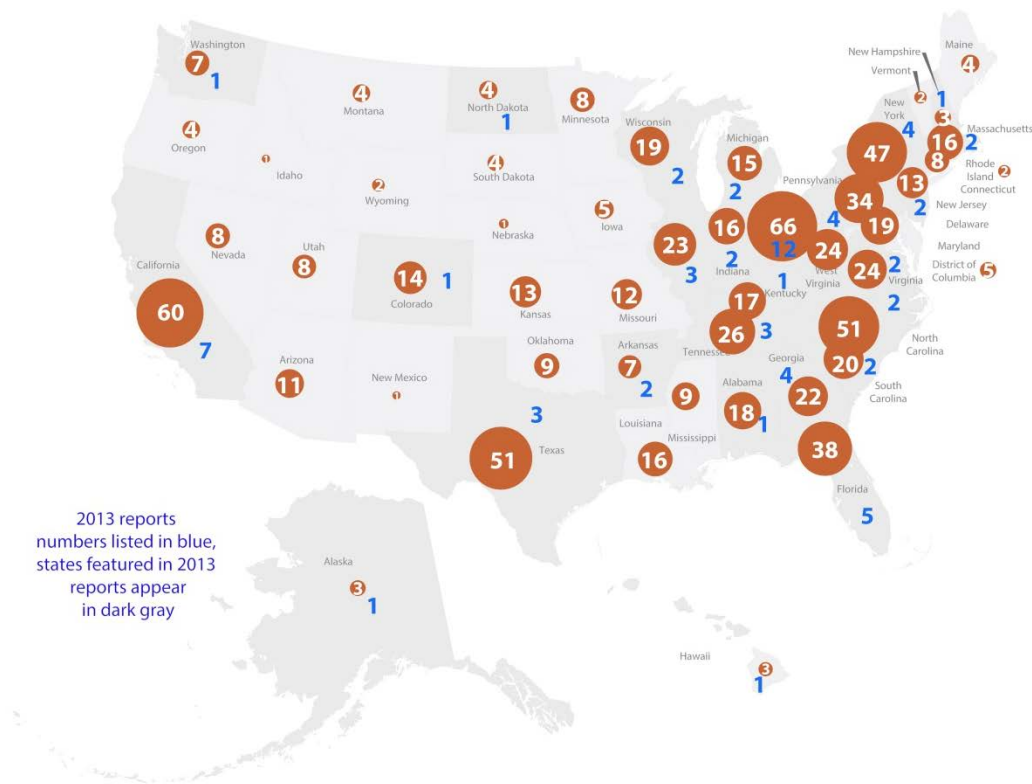 New Hampshire
Maine
Washington
Vermont
4
7
1
4
Montana
4
North Dakota
1
8
Minnesota
2
1
New
York
4
3
4
Oregon
Wisconsin
19
2
Michigan
15
2
47
16
Massachusetts
2
8
1
Idaho
4
South Dakota
2
Wyoming
Pennsylvania
34
4
13
2
Rhode
Island
2
Connecticut
New Jersey
8
Nevada
1
Nebraska
5
Iowa
23
3
16
2
Indiana
66
12
1
19
Delaware
Utah
8
24
West
Virginia
24
2
Virginia
2
Maryland
District of
Columbia
5
California
60
7
14
1
Colorado
13
Kansas
12
Missouri
17
Kentucky
3
26
Tennessee
51
North
Carolina
Arizona
11
New Mexico
1
Oklahoma
9
Arkansas
7
2
Georgia
4
20
2
South
Carolina
22
9
Alabama
18
1
3
Texas
51
Louisiana
Mississippi
16
38
Florida
5
2013 reports
numbers listed in blue,
states featured in 2013
reports appear
in dark gray
Alaska
3
1
Hawaii
3
1